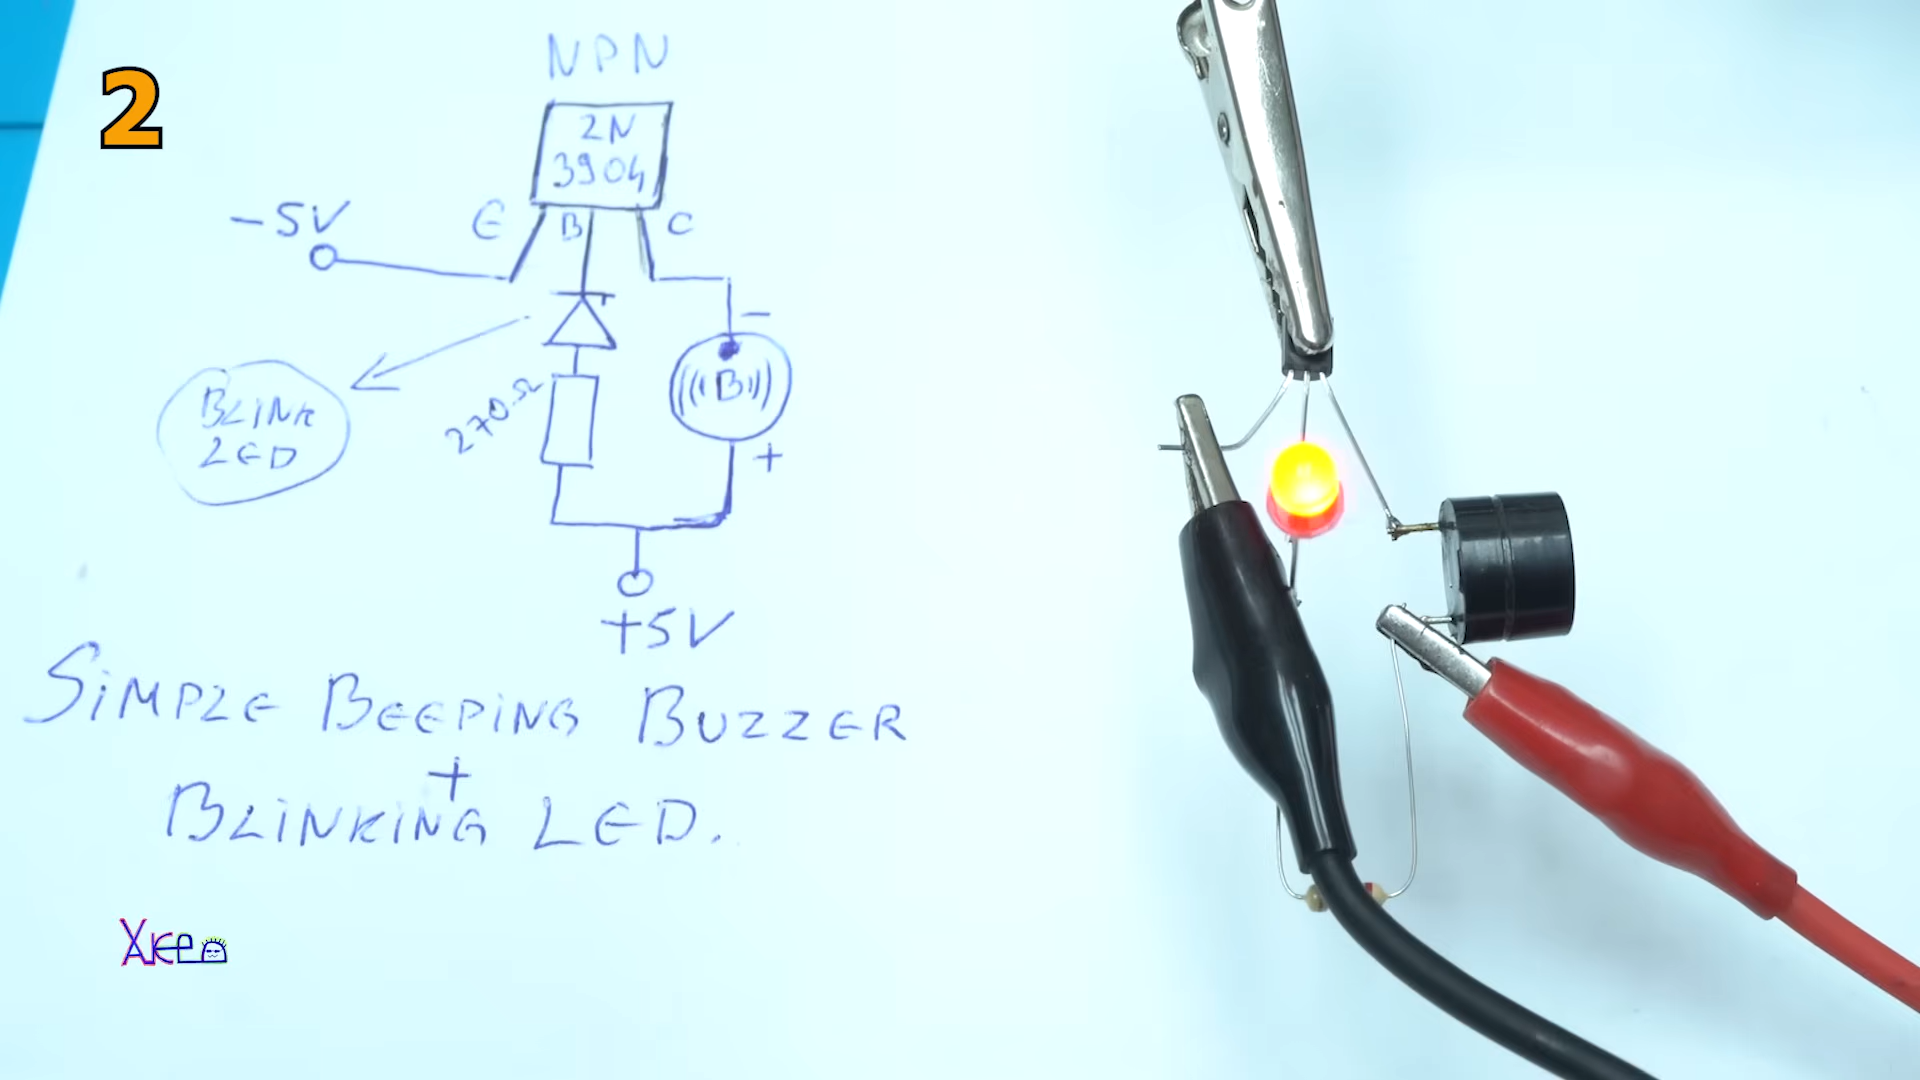 2
NPN
2N
3904
-5V
E B C
BLINK
LED
270Ω
-
B
+
+5V
SiMPLE BEEPiNG BUZZER
+
BLiNKiNG LED.